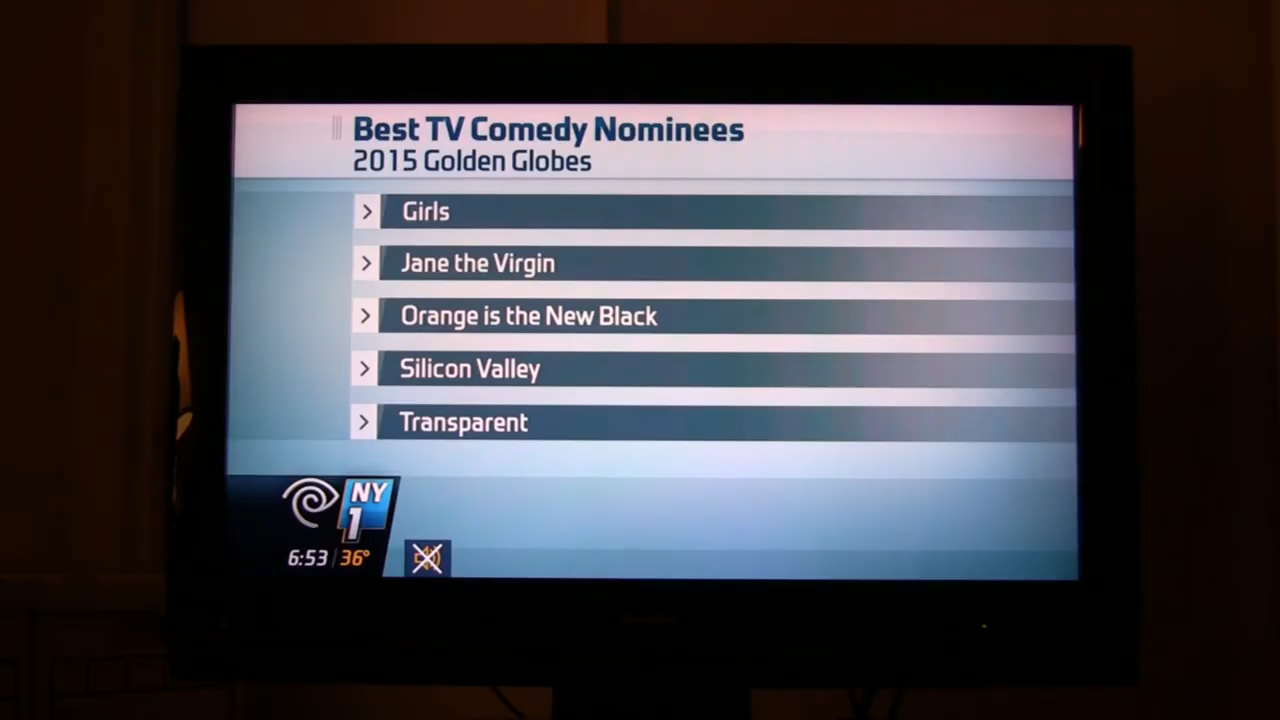 Best TV Comedy Nominees
2015 Golden Globes
Girls
Jane the Virgin
Orange is the New Black
Silicon Valley
Transparent
NY
1
6:53 36°